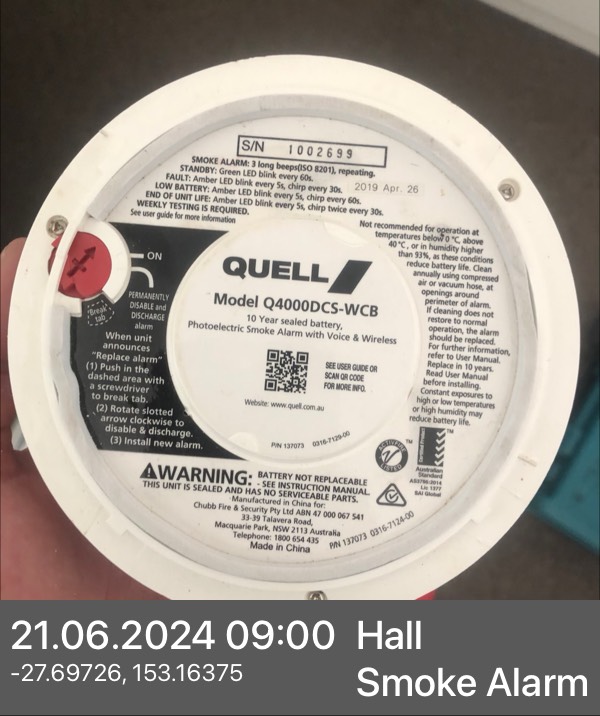 S/N 1002699
SMOKE ALARM: 3 long beeps(ISO 8201), repeating.
STANDBY: Green LED blink every 60s.
FAULT: Amber LED blink every 5s, chirp every 30s.
LOW BATTERY: Amber LED blink every 5s, chirp every 60s.
END OF UNIT LIFE: Amber LED blink every 5s, chirp twice every 30s.
WEEKLY TESTING IS REQUIRED.
See user guide for more information
2019 Apr. 26
Not recommended for operation at
temperatures below 0 °C, above
40 °C, or in humidity higher
than 93%, as these conditions
reduce battery life. Clean
annually using compressed
air or vacuum hose, at
openings around
perimeter of alarm.
If cleaning does not
restore to normal
operation, the alarm
should be replaced.
For further information,
refer to User Manual.
Replace in 10 years.
Read User Manual
before installing.
Constant exposures to
high or low temperatures
or high humidity may
reduce battery life.
ON
PERMANENTLY
DISABLE and
DISCHARGE
alarm
"Break
tab"
When unit
announces
"Replace alarm"
(1) Push in the
dashed area with
a screwdriver
to break tab.
(2) Rotate slotted
arrow clockwise to
disable & discharge.
(3) Install new alarm.
QUELL
Model Q4000DCS-WCB
10 Year sealed battery,
Photoelectric Smoke Alarm with Voice & Wireless
SEE USER GUIDE OR
SCAN QR CODE
FOR MORE INFO.
Website: www.quell.com.au
P/N 137073 0316-7129-00
ACTIVFIRE
LISTED
TM
Certified Product
TM
Australian
Standard
AS3786-2014
Lic 1377
SAI Global
WARNING: BATTERY NOT REPLACEABLE
- SEE INSTRUCTION MANUAL.
THIS UNIT IS SEALED AND HAS NO SERVICEABLE PARTS.
Manufactured in China for:
Chubb Fire & Security Pty Ltd ABN 47 000 067 541
33-39 Talavera Road,
Macquarie Park, NSW 2113 Australia
Telephone: 1800 654 435
Made in China
P/N 137073 0316-7124-00
21.06.2024 09:00 Hall
-27.69726, 153.16375
Smoke Alarm